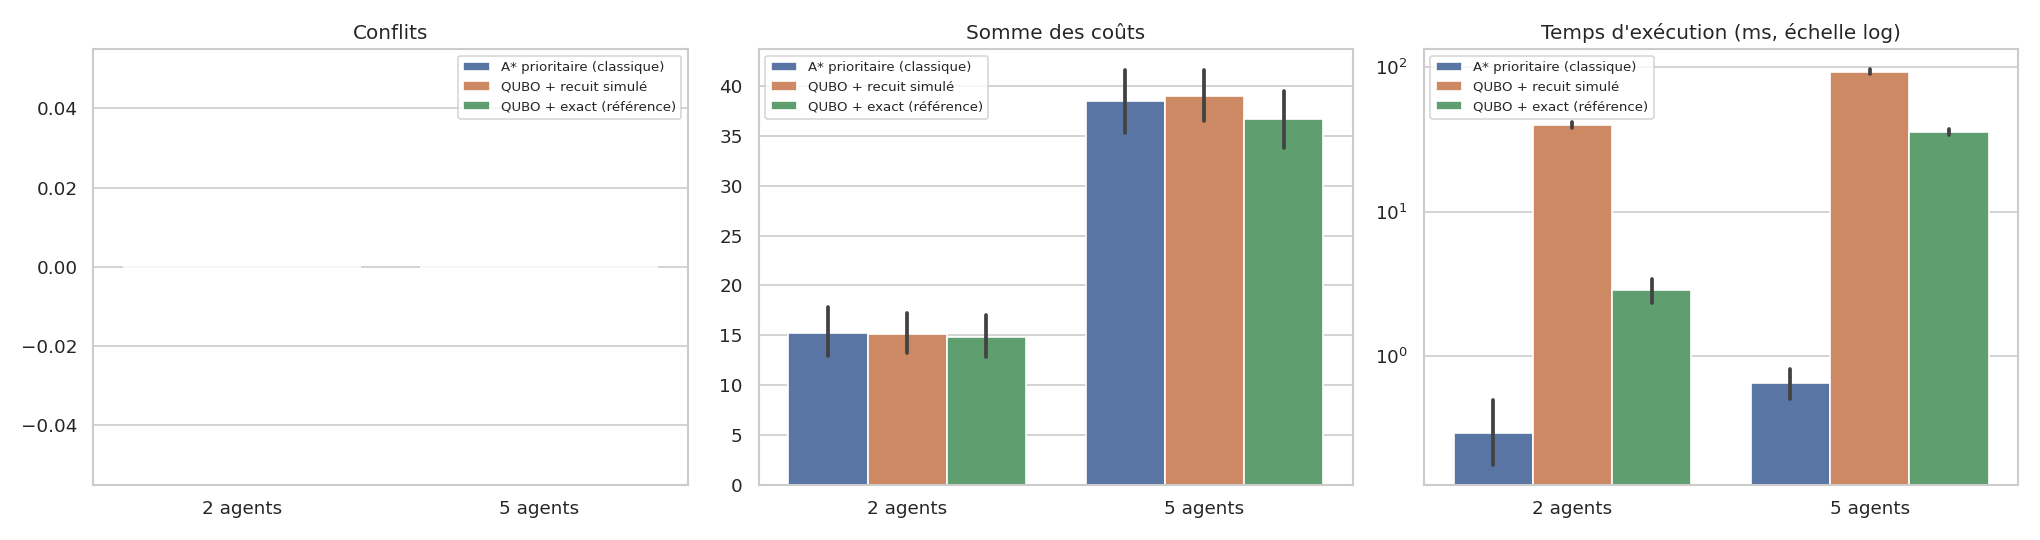 Conflits
A* prioritaire (classique)
QUBO + recuit simulé
QUBO + exact (référence)
0.04
0.02
0.00
−0.02
−0.04
2 agents
5 agents
Somme des coûts
A* prioritaire (classique)
QUBO + recuit simulé
QUBO + exact (référence)
40
35
30
25
20
15
10
5
0
2 agents
5 agents
Temps d'exécution (ms, échelle log)
A* prioritaire (classique)
QUBO + recuit simulé
QUBO + exact (référence)
10²
10¹
10⁰
2 agents
5 agents